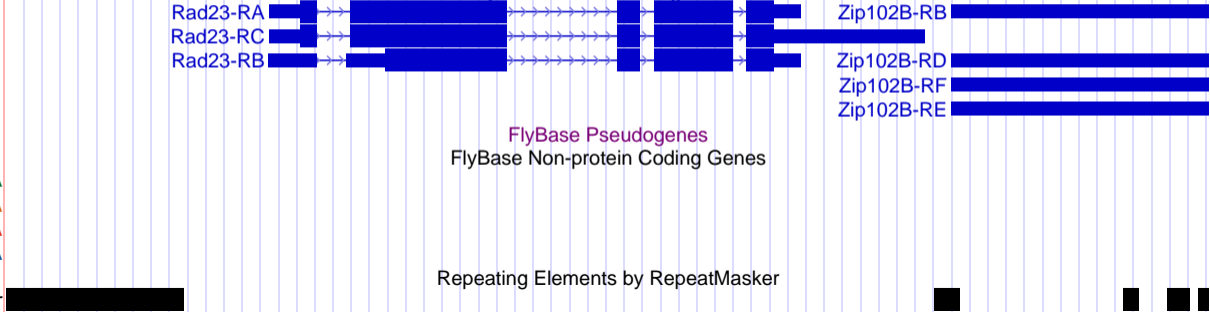 Rad23-RA Zip102B-RB
Rad23-RC
Rad23-RB Zip102B-RD
Zip102B-RF
Zip102B-RE
FlyBase Pseudogenes
FlyBase Non-protein Coding Genes
Repeating Elements by RepeatMasker